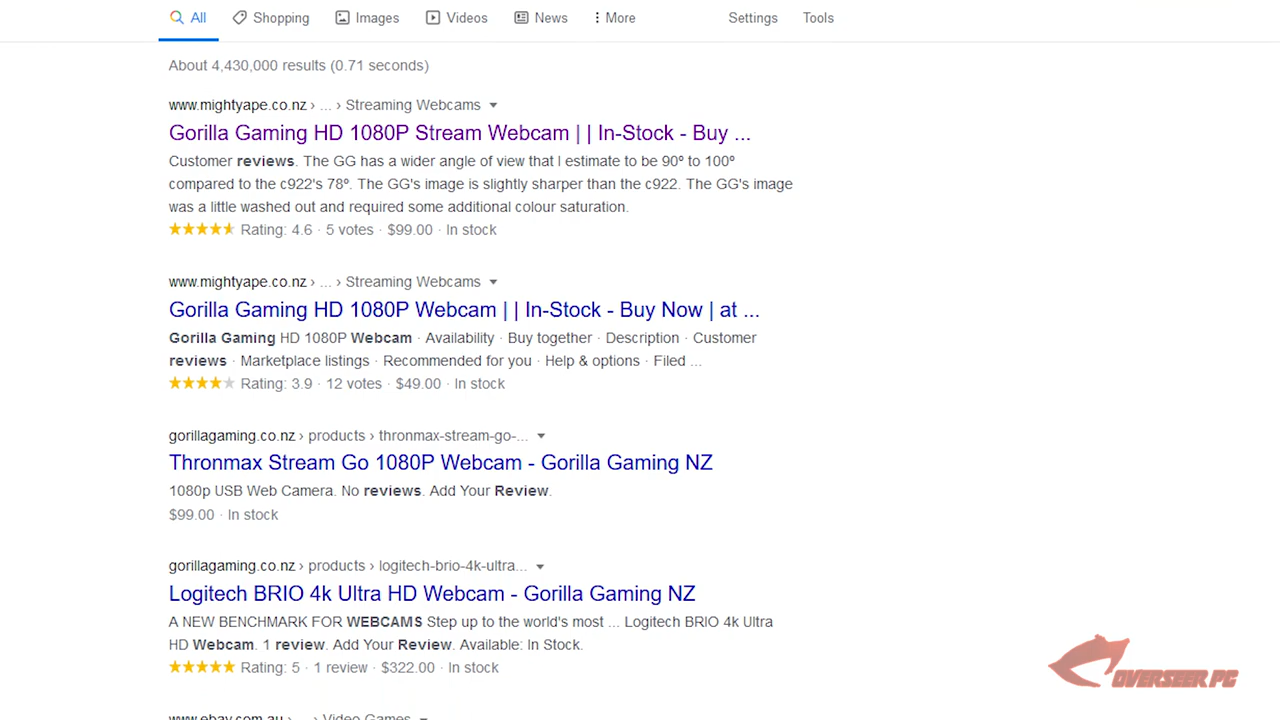 All Shopping Images Videos News More Settings Tools
About 4,430,000 results (0.71 seconds)
www.mightyape.co.nz › ... › Streaming Webcams
Gorilla Gaming HD 1080P Stream Webcam | | In-Stock - Buy ...
Customer reviews. The GG has a wider angle of view that I estimate to be 90º to 100º
compared to the c922's 78º. The GG's image is slightly sharper than the c922. The GG's image
was a little washed out and required some additional colour saturation.
Rating: 4.6 · 5 votes · $99.00 · In stock
www.mightyape.co.nz › ... › Streaming Webcams
Gorilla Gaming HD 1080P Webcam | | In-Stock - Buy Now | at ...
Gorilla Gaming HD 1080P Webcam · Availability · Buy together · Description · Customer
reviews · Marketplace listings · Recommended for you · Help & options · Filed ...
Rating: 3.9 · 12 votes · $49.00 · In stock
gorillagaming.co.nz › products › thronmax-stream-go-...
Thronmax Stream Go 1080P Webcam - Gorilla Gaming NZ
1080p USB Web Camera. No reviews. Add Your Review.
$99.00 · In stock
gorillagaming.co.nz › products › logitech-brio-4k-ultra...
Logitech BRIO 4k Ultra HD Webcam - Gorilla Gaming NZ
A NEW BENCHMARK FOR WEBCAMS Step up to the world's most ... Logitech BRIO 4k Ultra
HD Webcam. 1 review. Add Your Review. Available: In Stock.
Rating: 5 · 1 review · $322.00 · In stock
OVERSEER PC
www.ebay.com.au › ... › Video Games